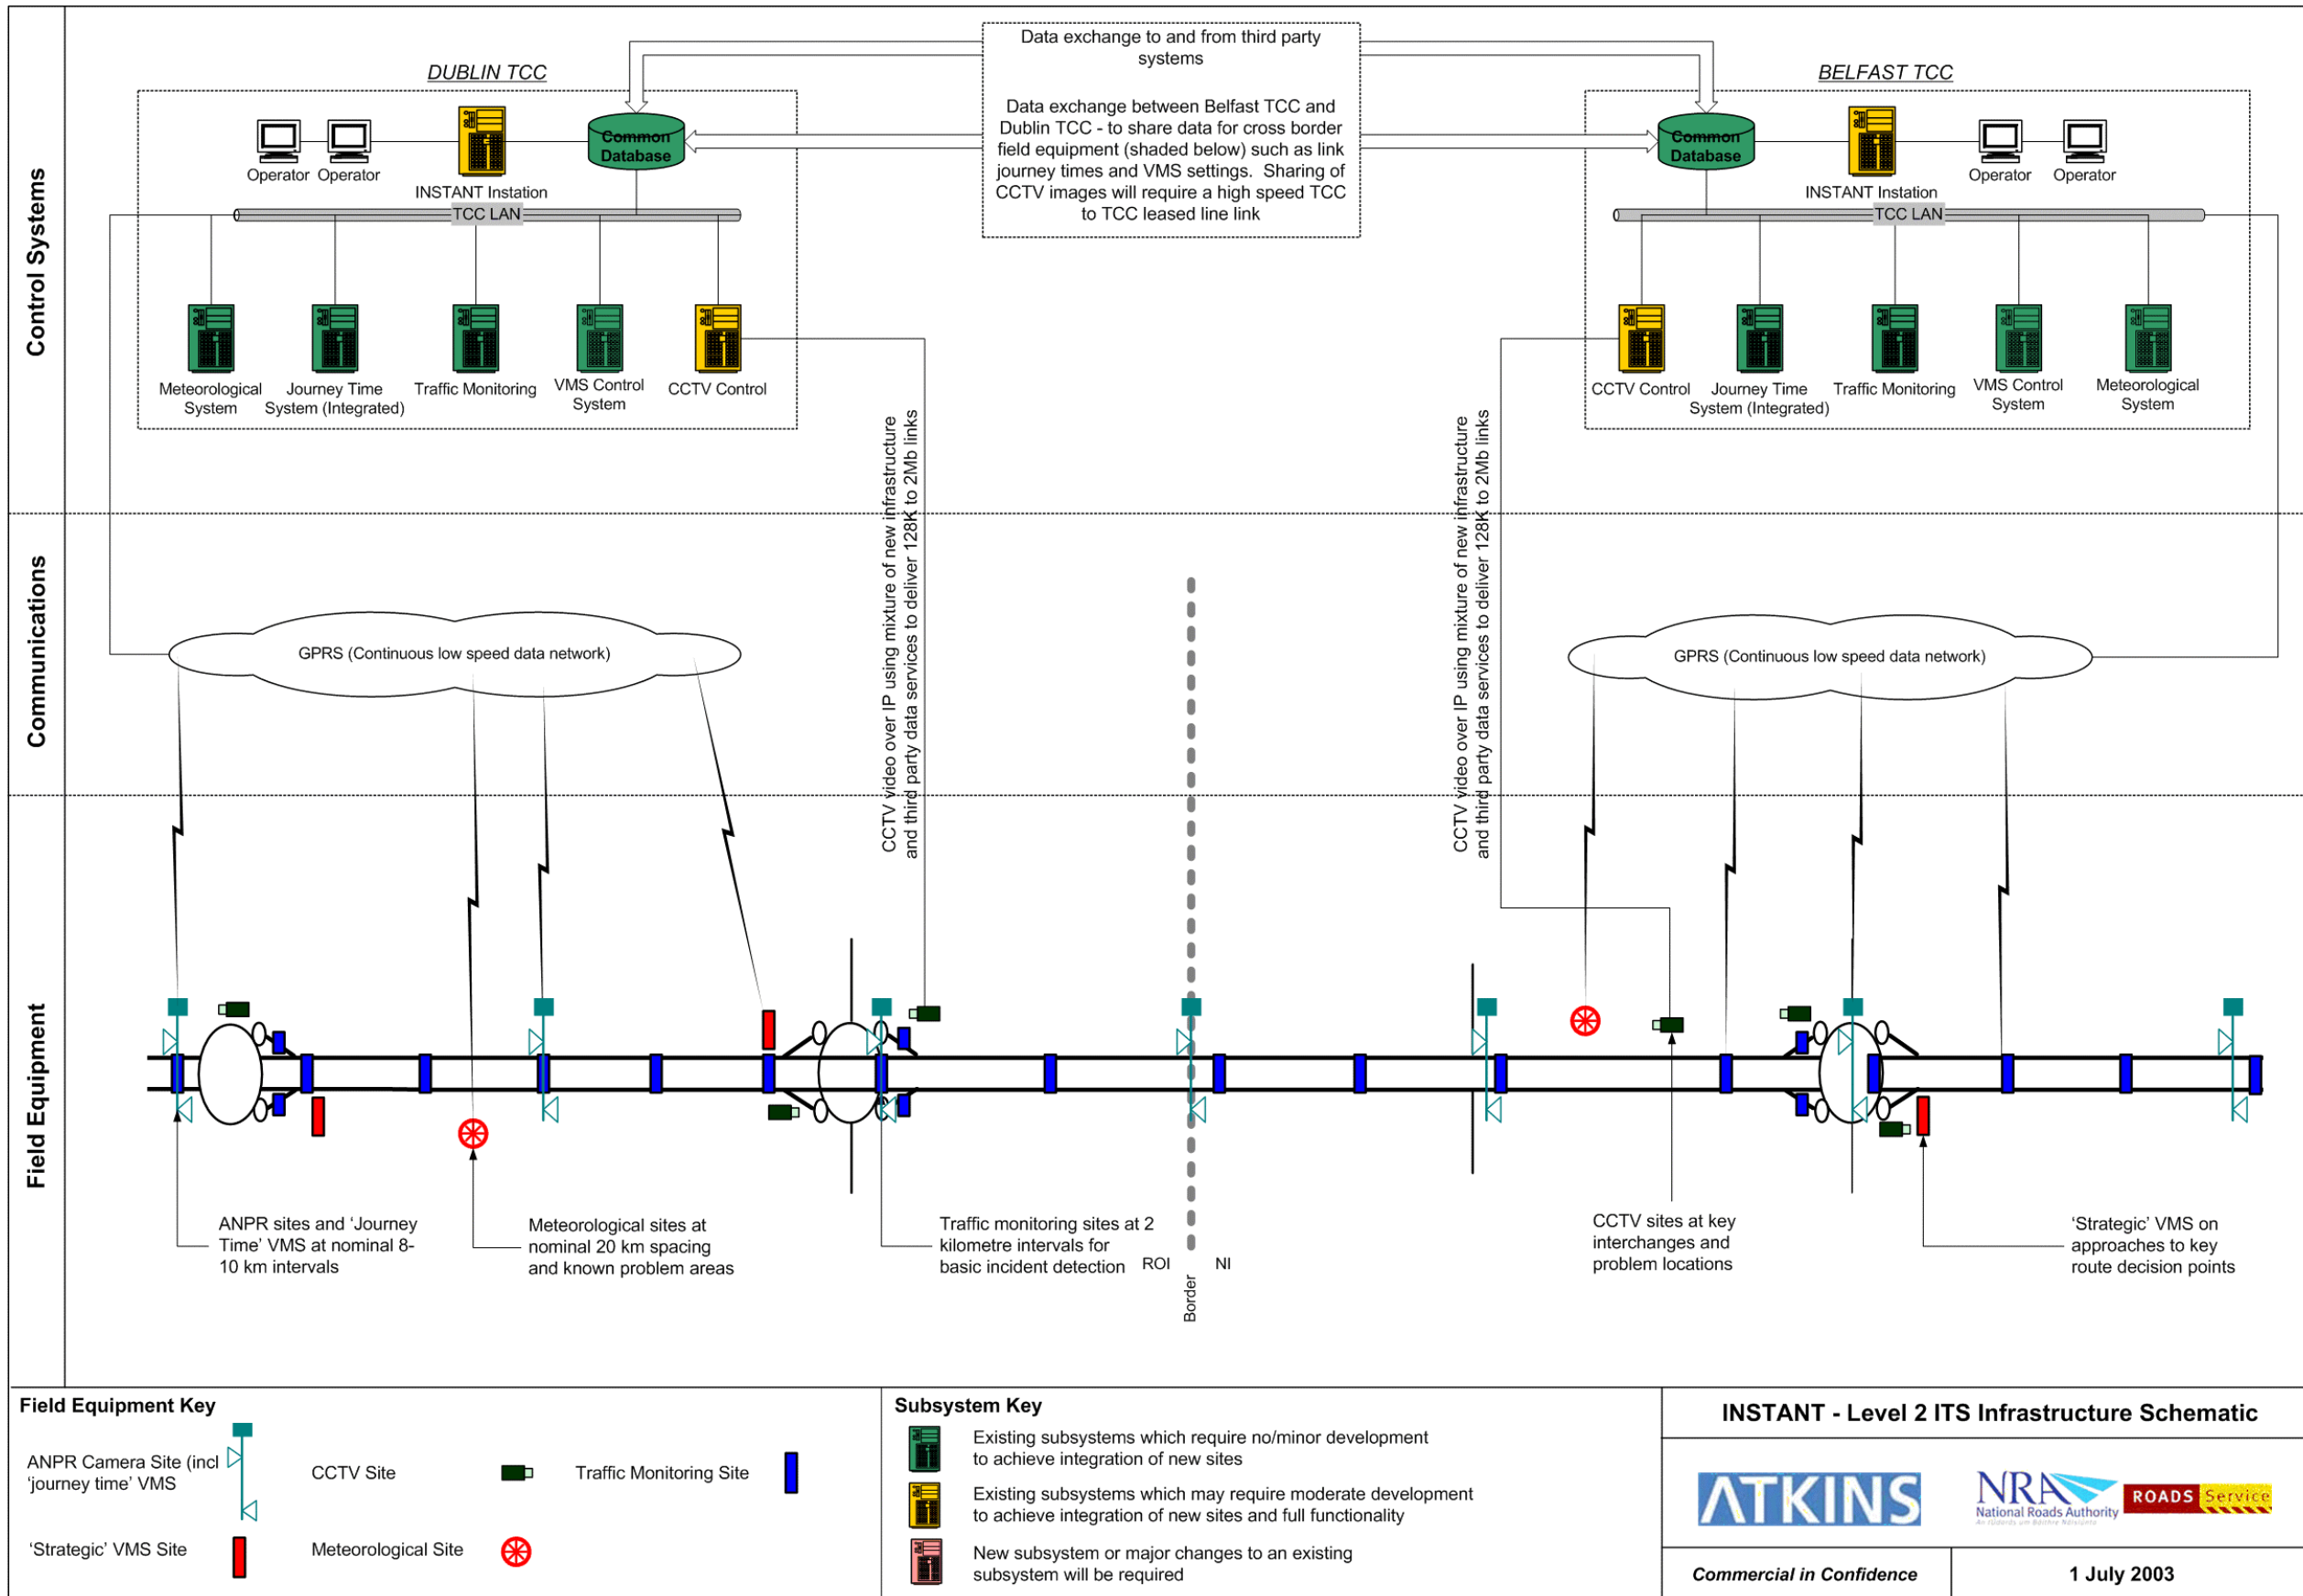 Control Systems
Communications
Field Equipment
DUBLIN TCC
Operator
Operator
INSTANT Instation
Common
Database
TCC LAN
Meteorological
System
Journey Time
System (Integrated)
Traffic Monitoring
VMS Control
System
CCTV Control
Data exchange to and from third party
systems
Data exchange between Belfast TCC and
Dublin TCC - to share data for cross border
field equipment (shaded below) such as link
journey times and VMS settings. Sharing of
CCTV images will require a high speed TCC
to TCC leased line link
BELFAST TCC
Common
Database
INSTANT Instation
Operator
Operator
TCC LAN
CCTV Control
Journey Time
System (Integrated)
Traffic Monitoring
VMS Control
System
Meteorological
System
CCTV video over IP using mixture of new infrastructure
and third party data services to deliver 128K to 2Mb links
CCTV video over IP using mixture of new infrastructure
and third party data services to deliver 128K to 2Mb links
GPRS (Continuous low speed data network)
GPRS (Continuous low speed data network)
ANPR sites and ‘Journey
Time’ VMS at nominal 8-
10 km intervals
Meteorological sites at
nominal 20 km spacing
and known problem areas
Traffic monitoring sites at 2
kilometre intervals for
basic incident detection
ROI
NI
Border
CCTV sites at key
interchanges and
problem locations
‘Strategic’ VMS on
approaches to key
route decision points
Field Equipment Key
ANPR Camera Site (incl
‘journey time’ VMS
CCTV Site
Traffic Monitoring Site
‘Strategic’ VMS Site
Meteorological Site
Subsystem Key
Existing subsystems which require no/minor development
to achieve integration of new sites
Existing subsystems which may require moderate development
to achieve integration of new sites and full functionality
New subsystem or major changes to an existing
subsystem will be required
INSTANT - Level 2 ITS Infrastructure Schematic
ATKINS
NRA
National Roads Authority
An tÚdarás um Bóithre Náisiúnta
ROADS Service
Commercial in Confidence
1 July 2003